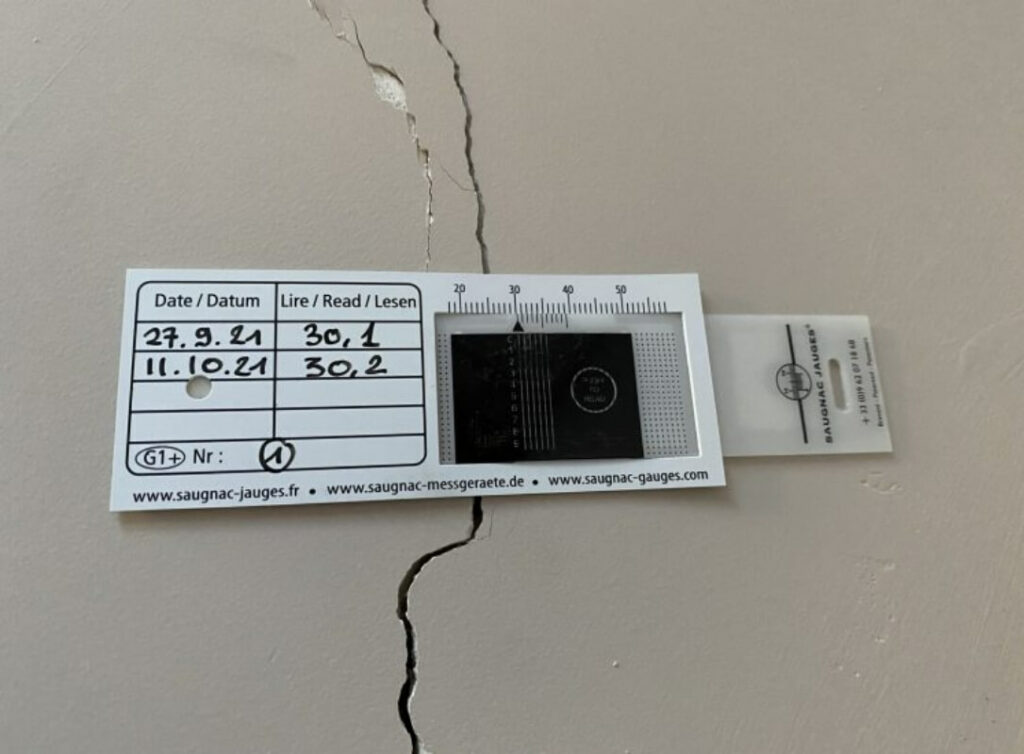 Date / Datum
Lire / Read / Lesen
27.9.21
30,1
11.10.21
30,2
G1+ Nr : 1
www.saugnac-jauges.fr • www.saugnac-messgeraete.de • www.saugnac-gauges.com
20 30 40 50
SAUGNAC JAUGES®